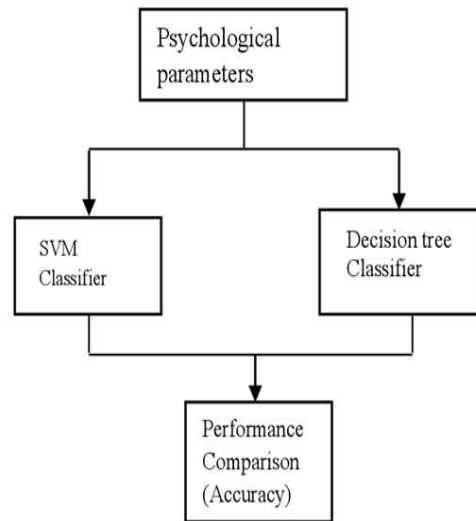 Psychological
parameters
SVM
Classifier
Decision tree
Classifier
Performance
Comparison
(Accuracy)